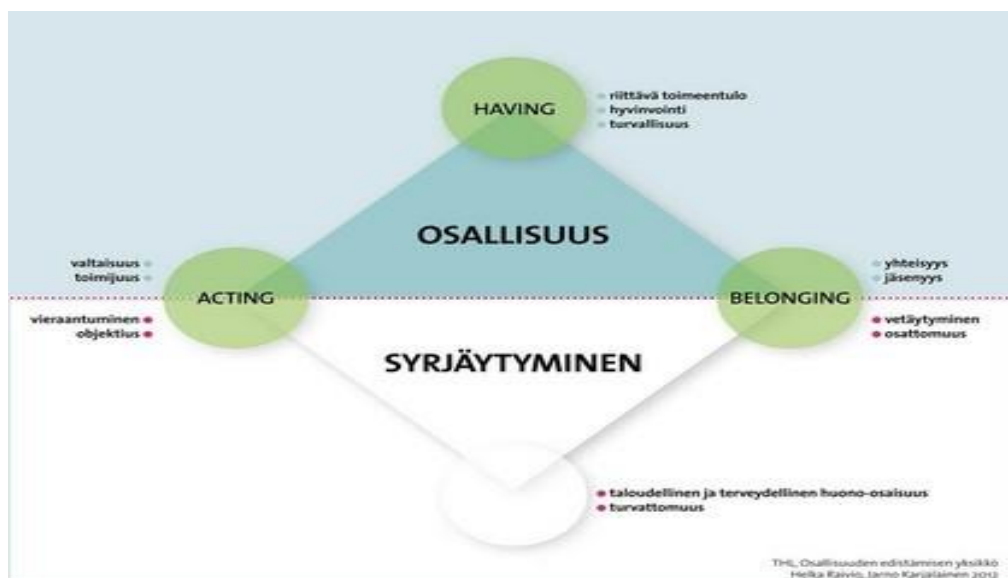 HAVING
riittävä toimeentulo
hyvinvointi
turvallisuus
OSALLISUUS
valtaisuus
toimijuus
ACTING
vieraantuminen
objektius
yhteisyys
jäsenyys
BELONGING
vetäytyminen
osattomuus
SYRJÄYTYMINEN
taloudellinen ja terveydellinen huono-osaisuus
turvattomuus
THL, Osallisuuden edistämisen yksikkö
Helka Raivio, Jarno Karjalainen 2012